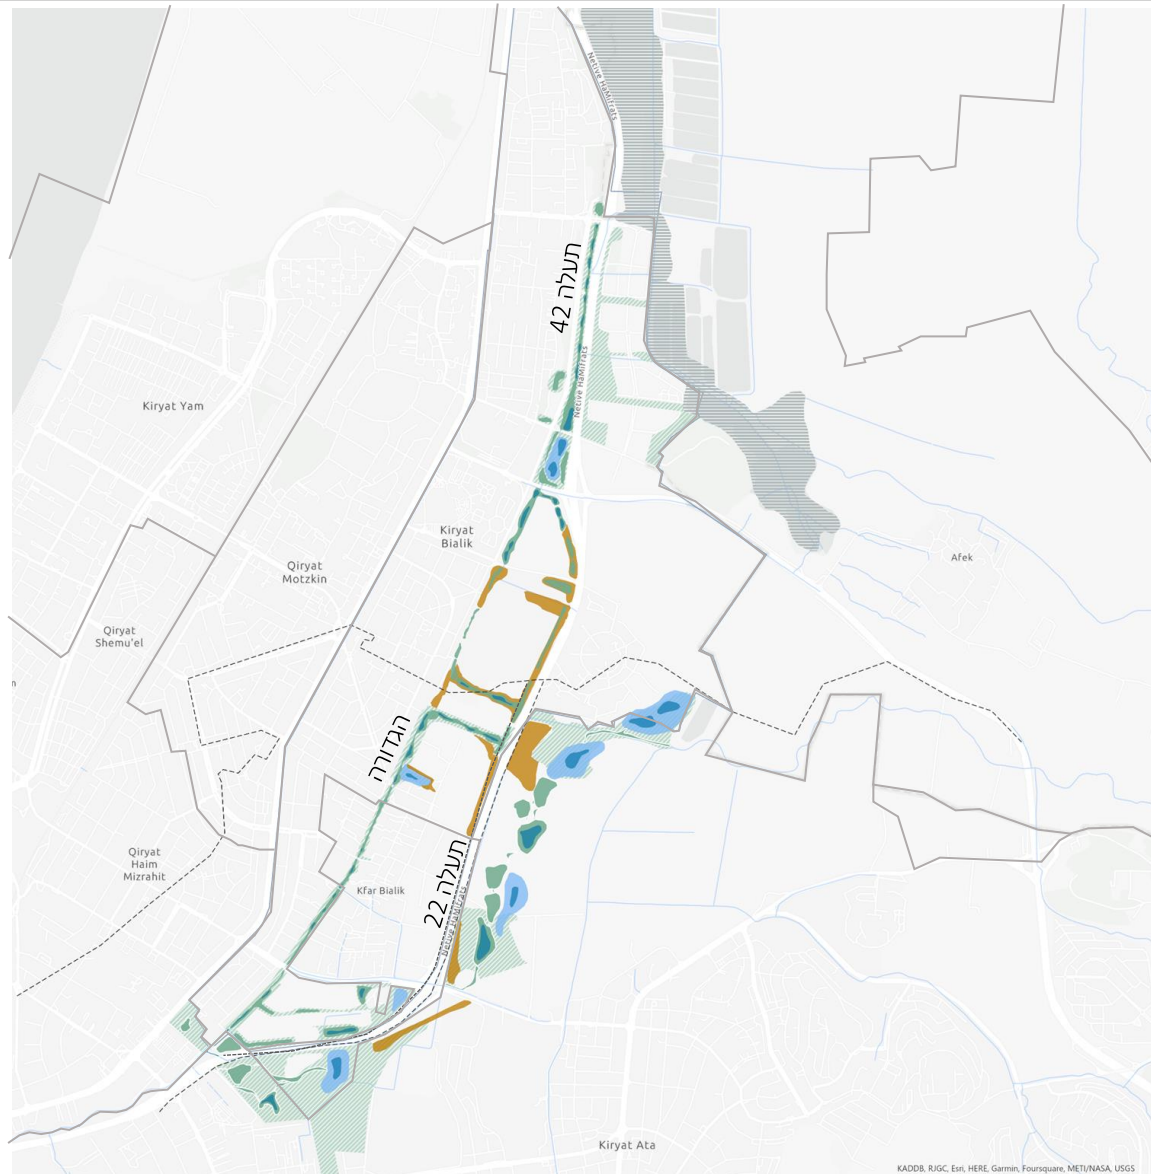 Netive HaMifrats
תעלה 42
Netive HaMifrats
Kiryat Yam
Kiryat
Bialik
Afek
Qiryat
Motzkin
Qiryat
Shemu'el
n
הגדורה
Qiryat
Haim
Mizrahit
תעלה 22
Kfar Bialik
Netive HaMifrats
Kiryat Ata
KADDB, RJGC, Esri, HERE, Garmin, Foursquare, METI/NASA, USGS